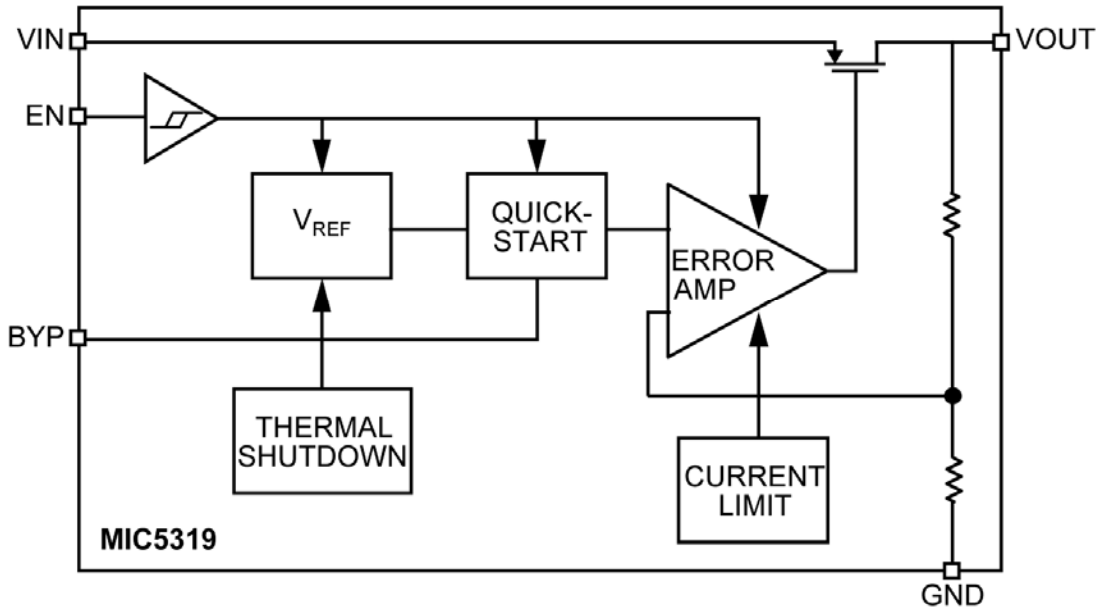 VIN
VOUT
EN
VREF
QUICK-
START
ERROR
AMP
BYP
THERMAL
SHUTDOWN
CURRENT
LIMIT
MIC5319
GND